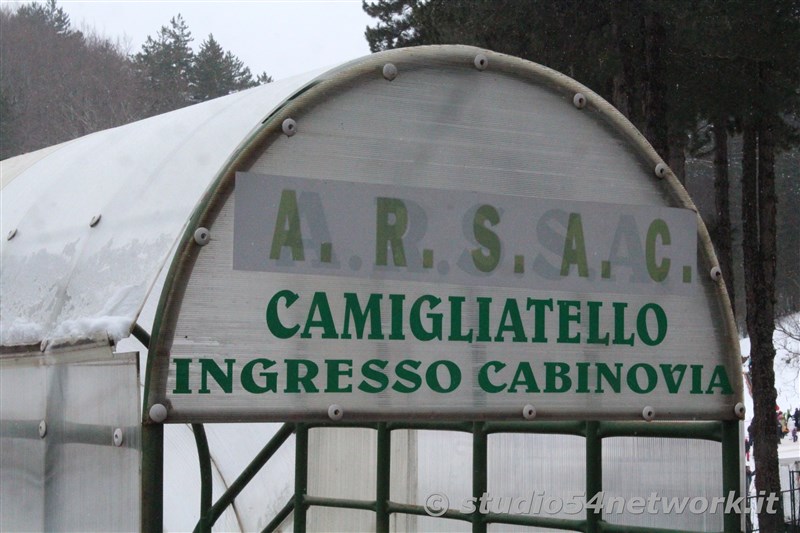 A.R.S.A.C.
CAMIGLIATELLO
INGRESSO CABINOVIA
© studio54network.it